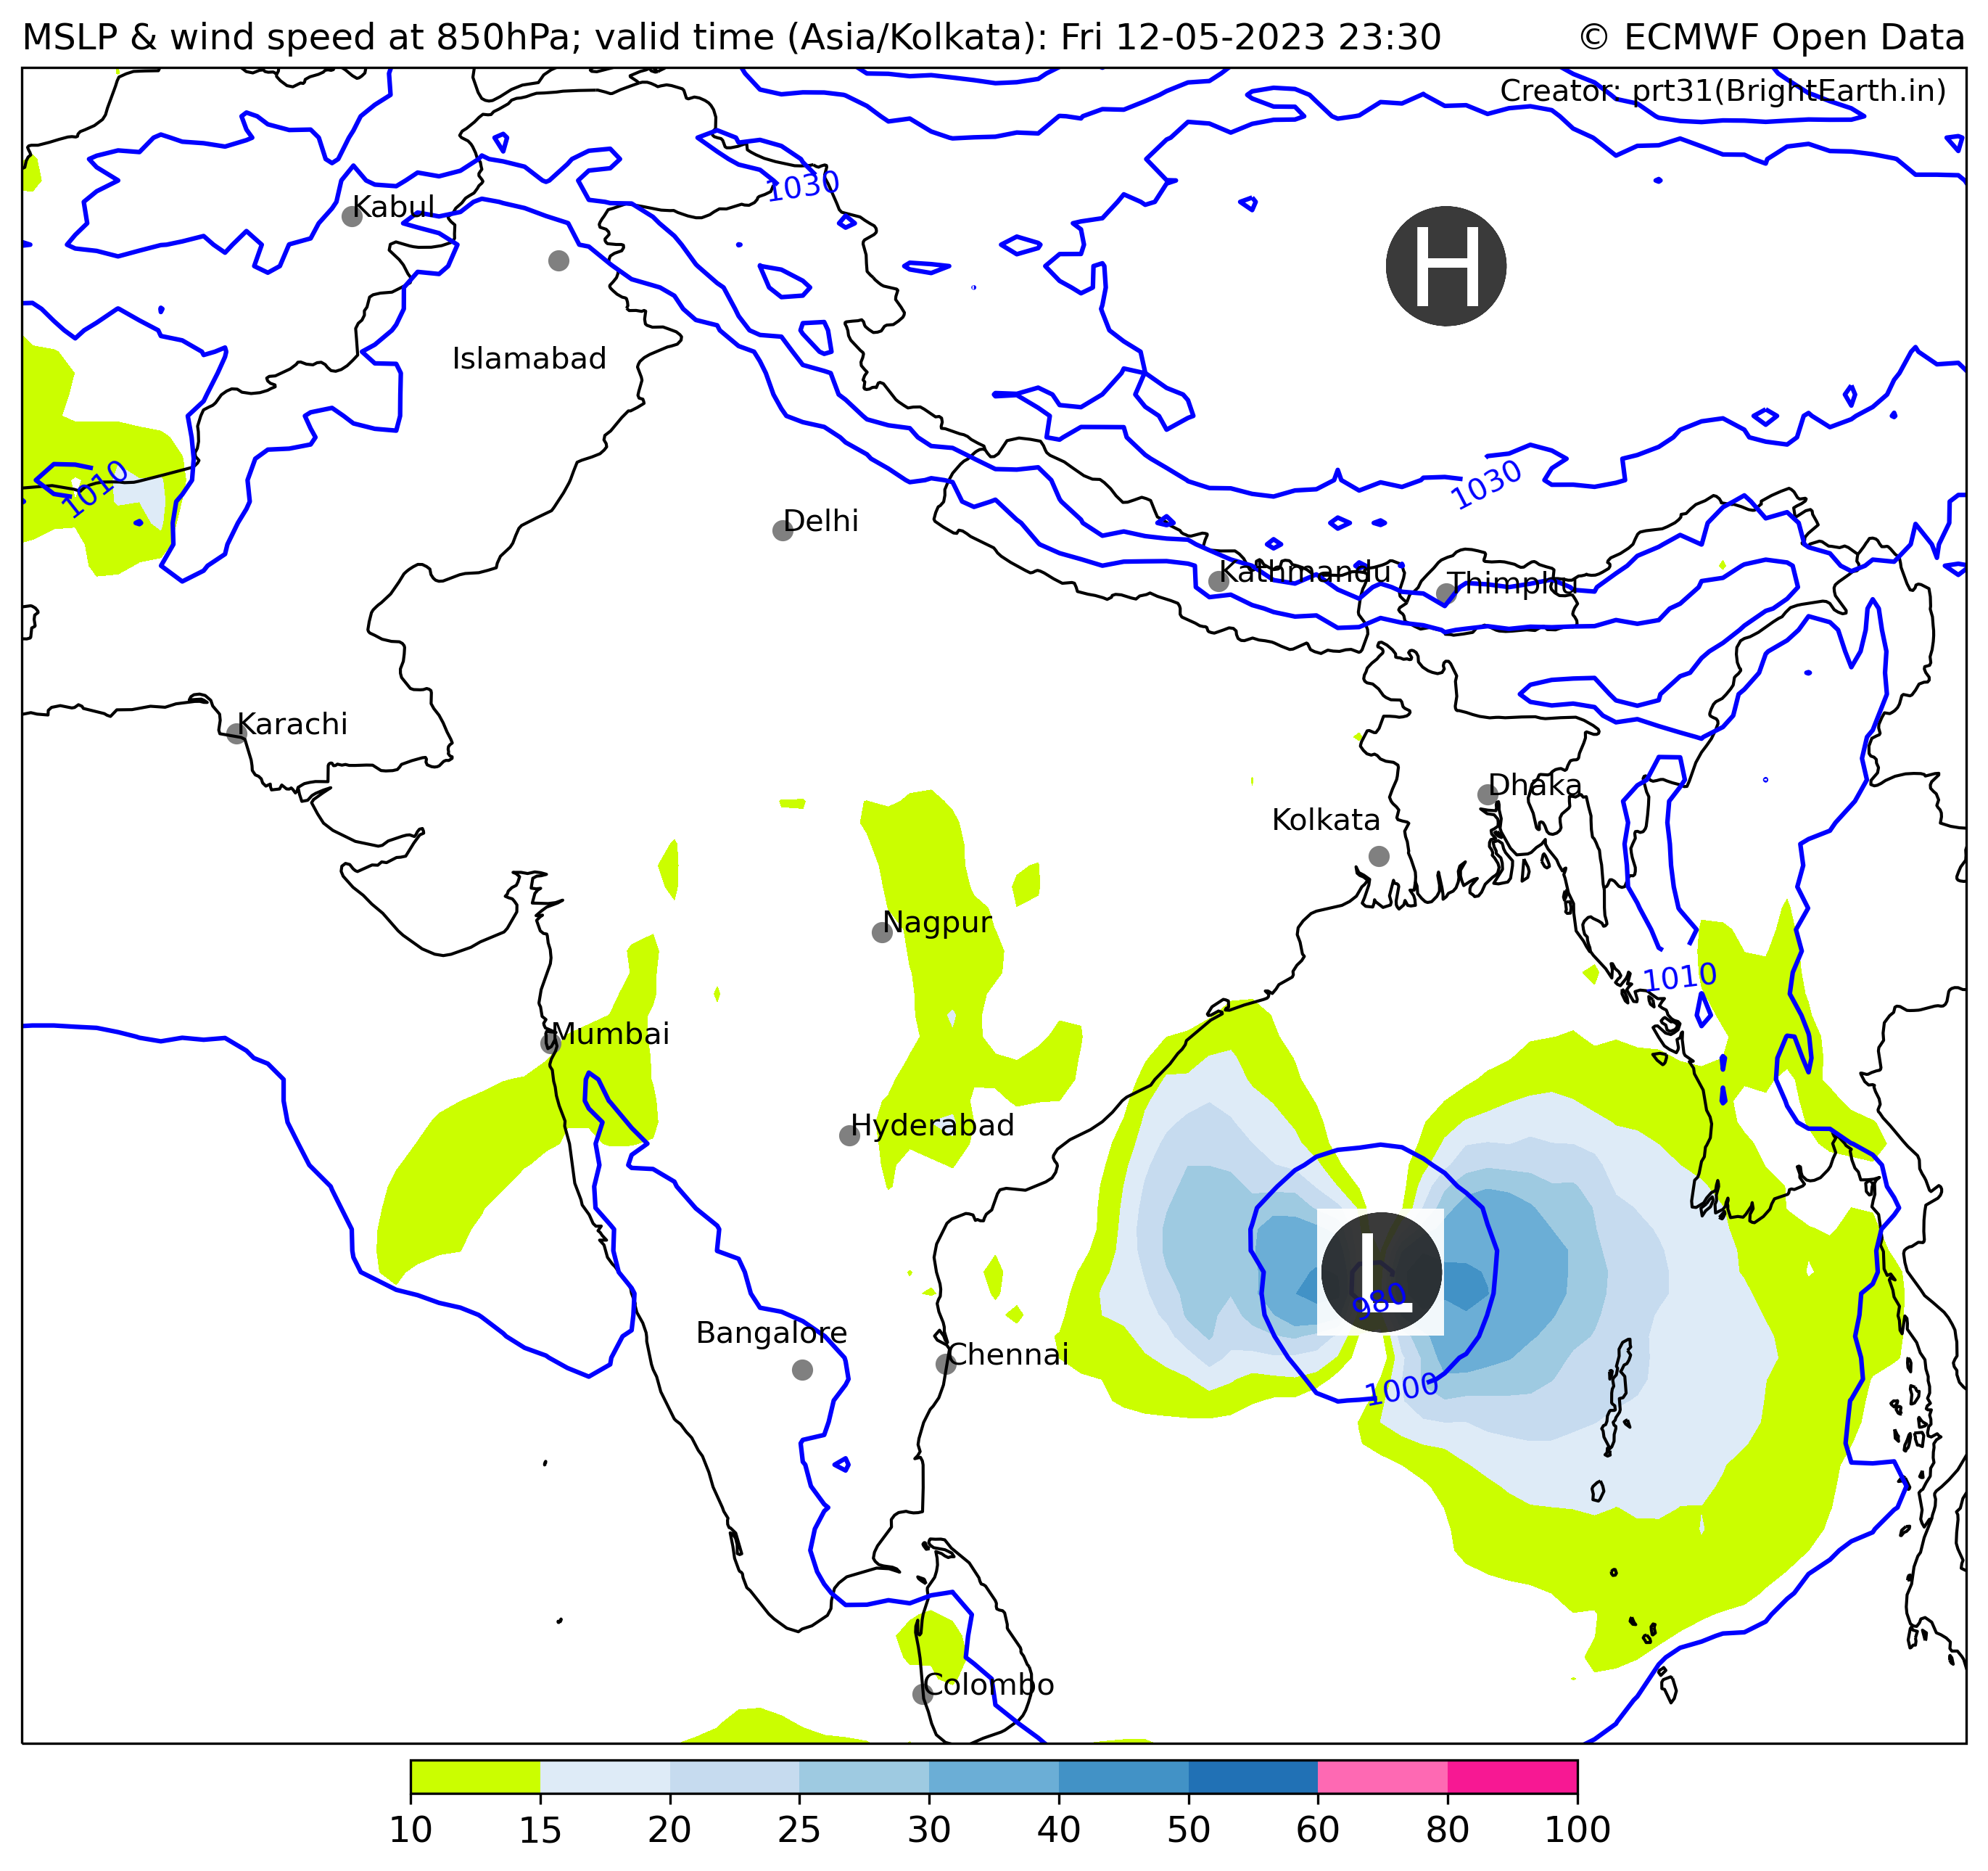 MSLP & wind speed at 850hPa; valid time (Asia/Kolkata): Fri 12-05-2023 23:30 © ECMWF Open Data
Creator: prt31(BrightEarth.in)
1030
Kabul
H
Islamabad
1010
1030
Delhi
Kathmandu
Thimphu
Karachi
Dhaka
Kolkata
Nagpur
1010
Mumbai
Hyderabad
L
980
Bangalore
Chennai
1000
Colombo
10 15 20 25 30 40 50 60 80 100